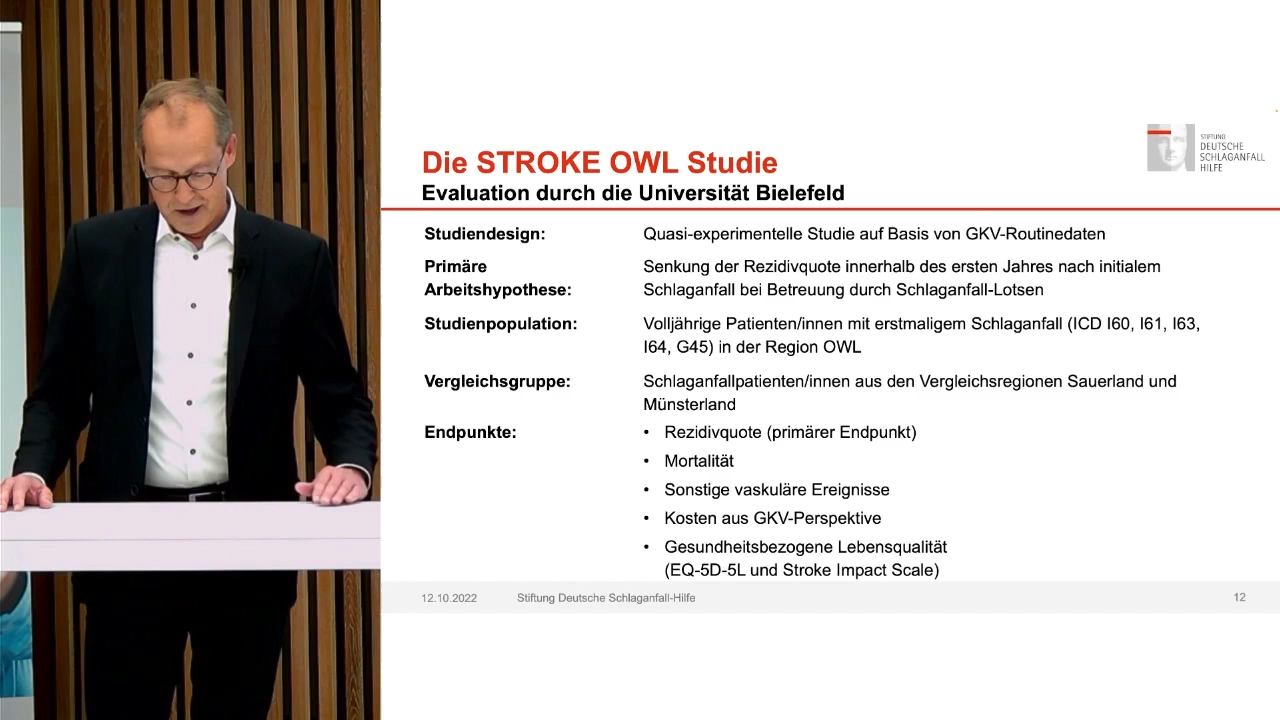 STIFTUNG
DEUTSCHE
SCHLAGANFALL
HILFE
Die STROKE OWL Studie
Evaluation durch die Universität Bielefeld
Studiendesign: Quasi-experimentelle Studie auf Basis von GKV-Routinedaten
Primäre Senkung der Rezidivquote innerhalb des ersten Jahres nach initialem
Arbeitshypothese: Schlaganfall bei Betreuung durch Schlaganfall-Lotsen
Studienpopulation: Volljährige Patienten/innen mit erstmaligem Schlaganfall (ICD I60, I61, I63,
I64, G45) in der Region OWL
Vergleichsgruppe: Schlaganfallpatienten/innen aus den Vergleichsregionen Sauerland und
Münsterland
Endpunkte: • Rezidivquote (primärer Endpunkt)
• Mortalität
• Sonstige vaskuläre Ereignisse
• Kosten aus GKV-Perspektive
• Gesundheitsbezogene Lebensqualität
(EQ-5D-5L und Stroke Impact Scale)
12.10.2022 Stiftung Deutsche Schlaganfall-Hilfe 12